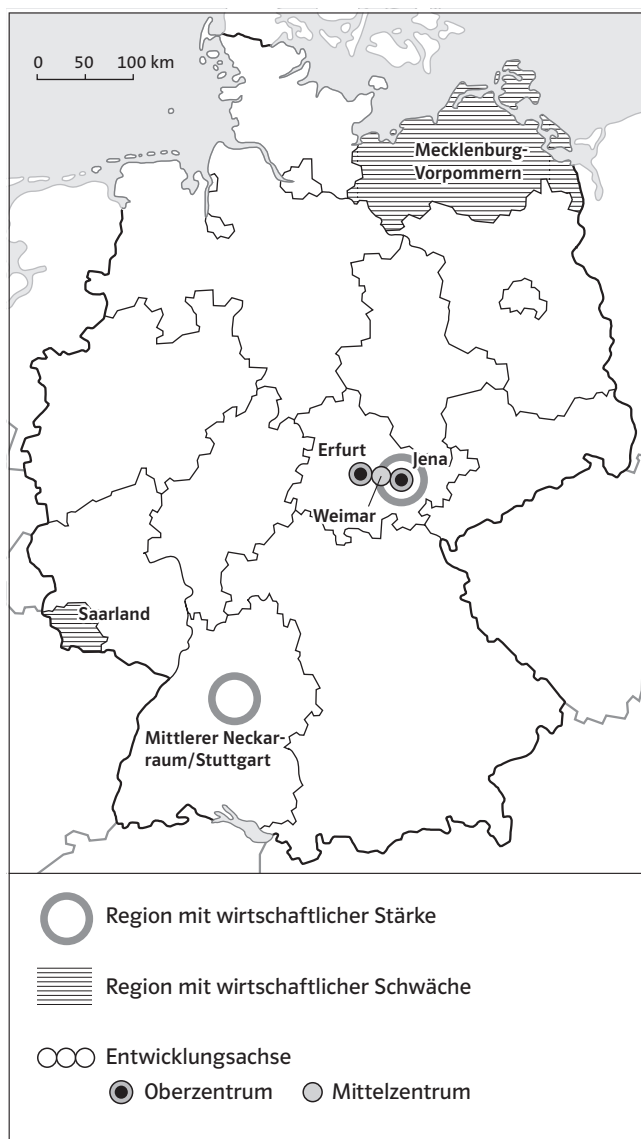 0 50 100 km
Mecklenburg-
Vorpommern
Erfurt
Jena
Weimar
Saarland
Mittlerer Neckar-
raum/Stuttgart
Region mit wirtschaftlicher Stärke
Region mit wirtschaftlicher Schwäche
Entwicklungsachse
Oberzentrum Mittelzentrum